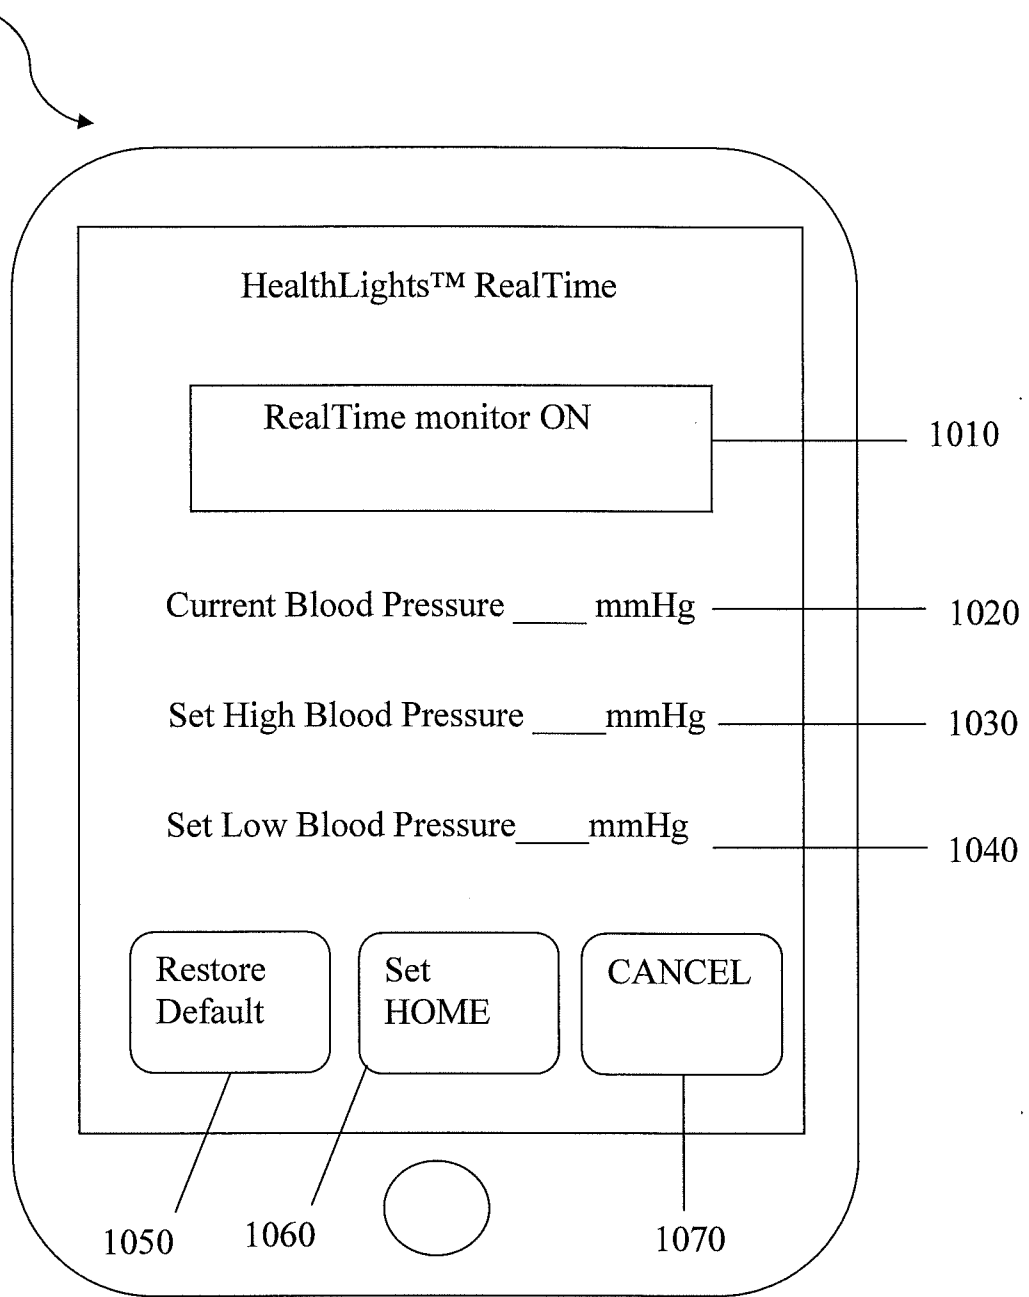 HealthLights™ RealTime
RealTime monitor ON
1010
Current Blood Pressure ____ mmHg
1020
Set High Blood Pressure ____mmHg
1030
Set Low Blood Pressure____mmHg
1040
Restore
Default
Set
HOME
CANCEL
1050
1060
1070